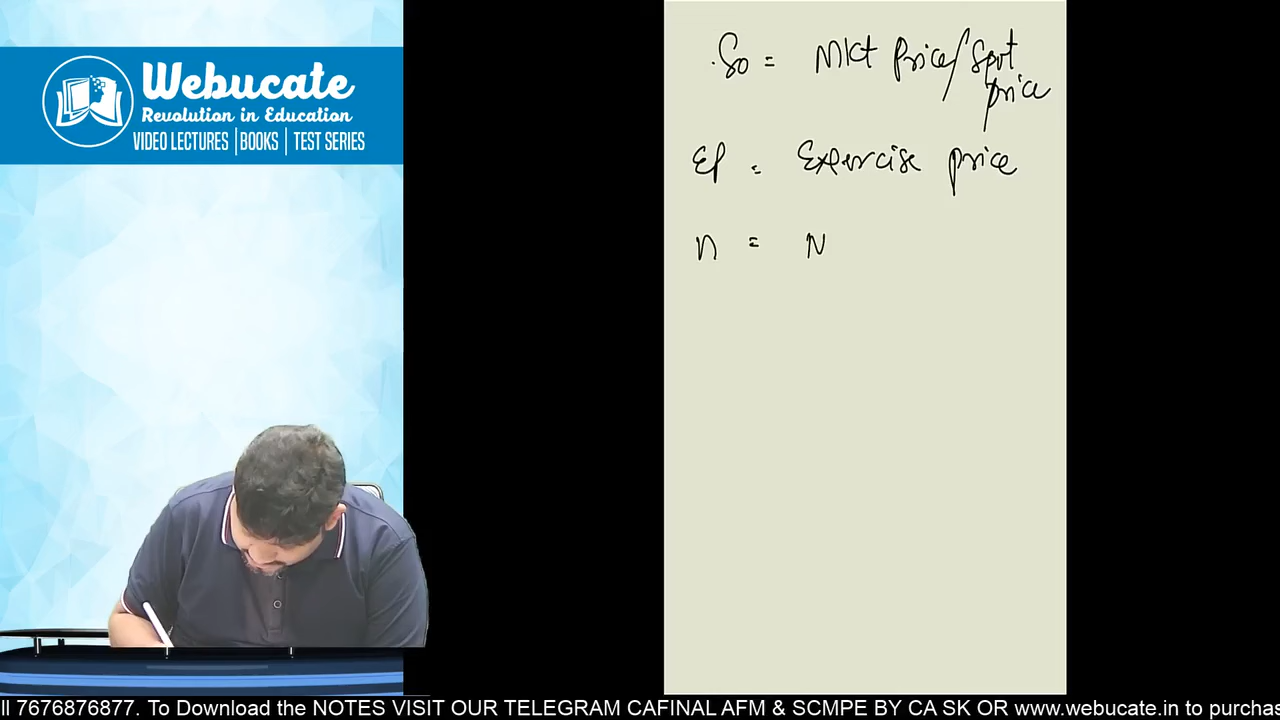 Webucate
Revolution in Education
VIDEO LECTURES | BOOKS | TEST SERIES
So = Mkt Price/Spot
price
EP = Exercise price
n = N
ll 7676876877. To Download the NOTES VISIT OUR TELEGRAM CAFINAL AFM & SCMPE BY CA SK OR www.webucate.in to purchas